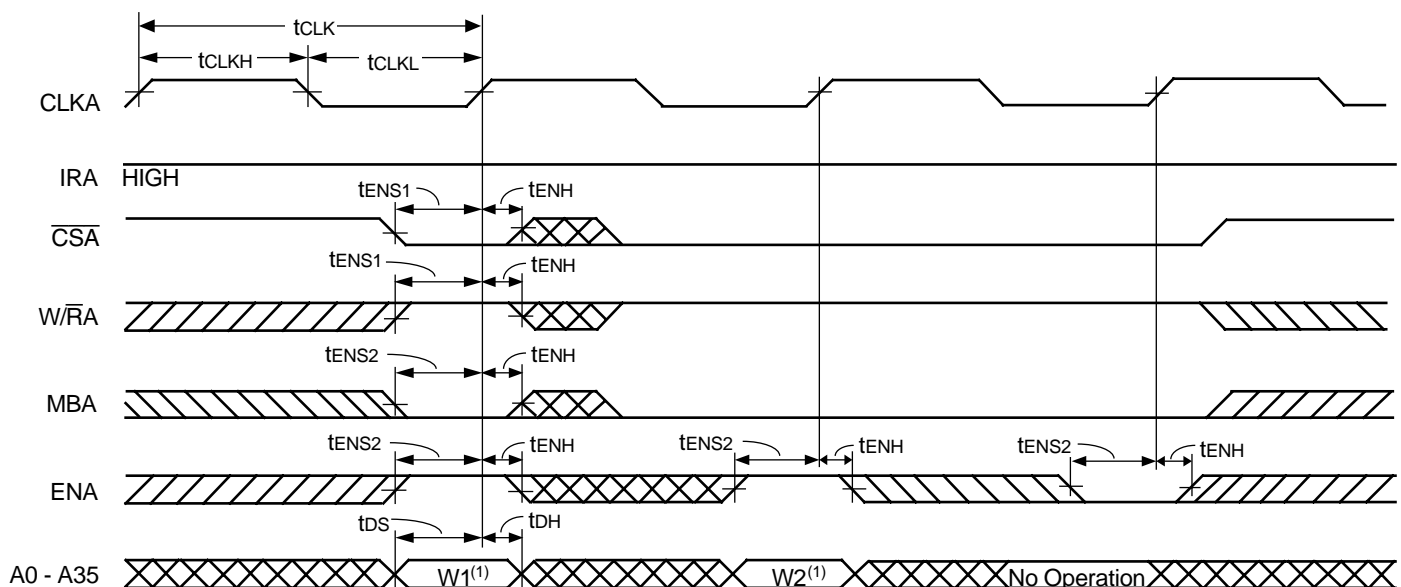 tCLK
tCLKH tCLKL
CLKA
IRA HIGH
tENS1 tENH
CSA
tENS1 tENH
W/RA
tENS2 tENH
MBA
tENS2 tENH tENS2 tENH tENS2 tENH
ENA
tDS tDH
A0 - A35 W1(1) W2(1) No Operation